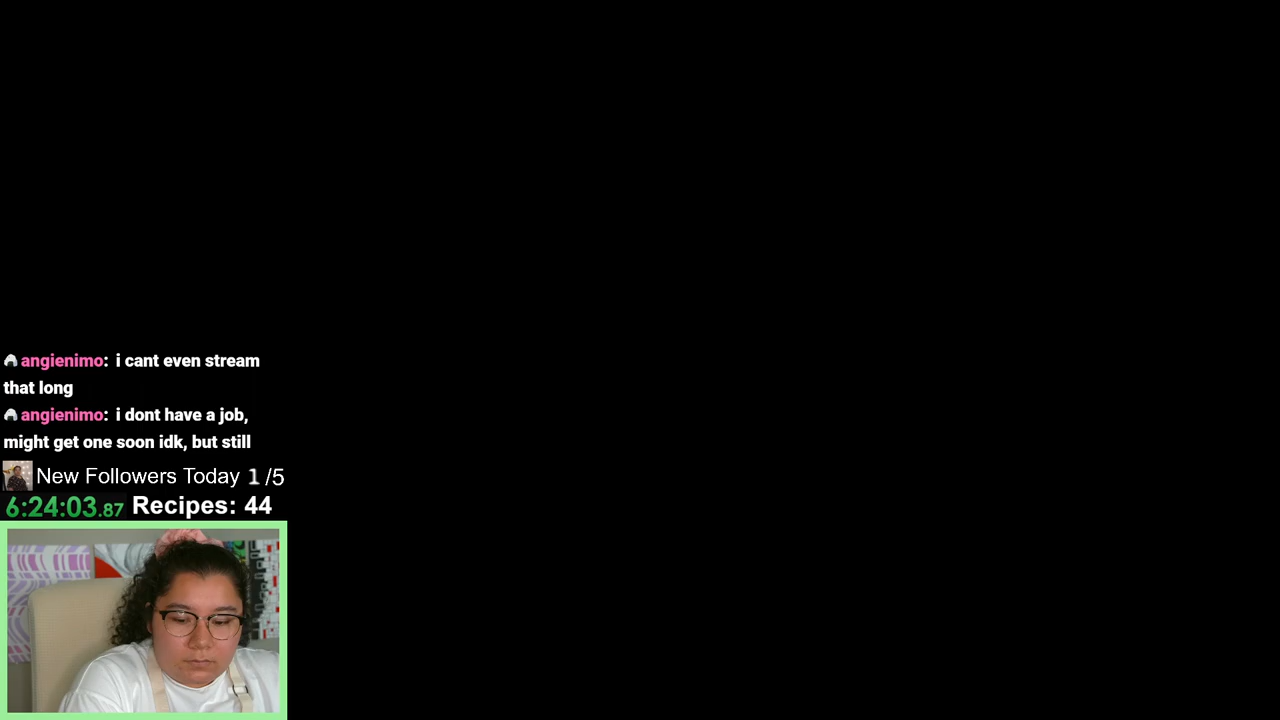 angienimo: i cant even stream
that long
angienimo: i dont have a job,
might get one soon idk, but still
New Followers Today 1 /5
6:24:03.87 Recipes: 44